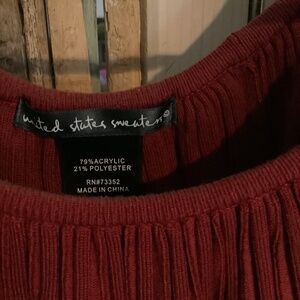 united states sweaters®
79% ACRYLIC
21% POLYESTER
RN#73352
MADE IN CHINA